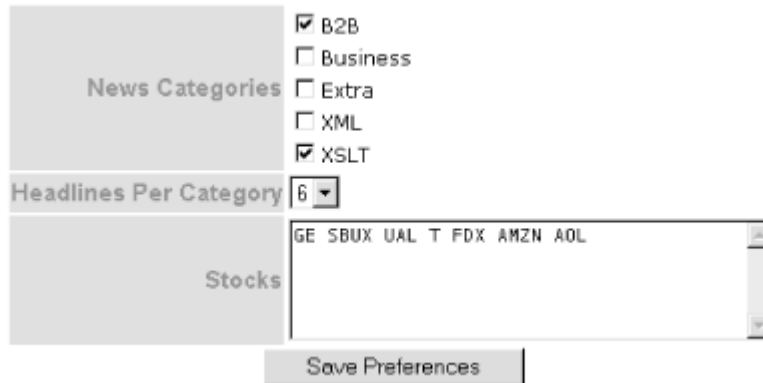 B2B
Business
News Categories Extra
XML
XSLT
Headlines Per Category 6
GE SBUX UAL T FDX AMZN AOL
Stocks
Save Preferences